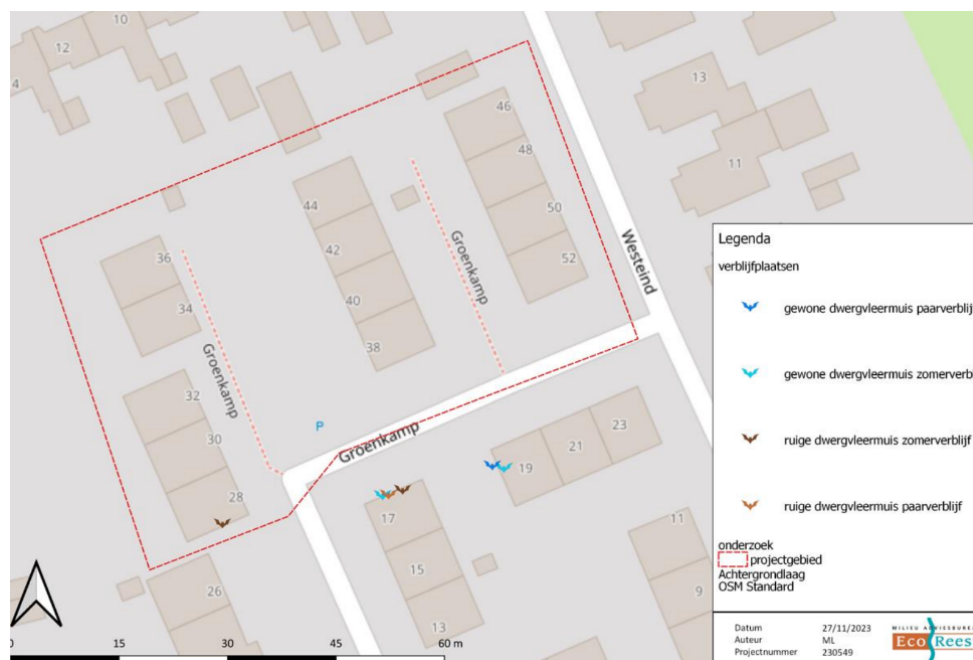 12
10
4
13
11
46
48
50
52
44
42
40
38
36
34
32
30
28
26
Groenkamp
Groenkamp
Groenkamp
Westeind
P
23
21
19
17
15
13
11
9
Legenda
verblijfplaatsen
gewone dwergvleermuis paarverblij
gewone dwergvleermuis zomerverbl
ruige dwergvleermuis zomerverblijf
ruige dwergvleermuis paarverblijf
onderzoek
projectgebied
Achtergrondlaag
OSM Standard
0 15 30 45 60 m
Datum 27/11/2023
Auteur ML
Projectnummer 230549
Eco Rees